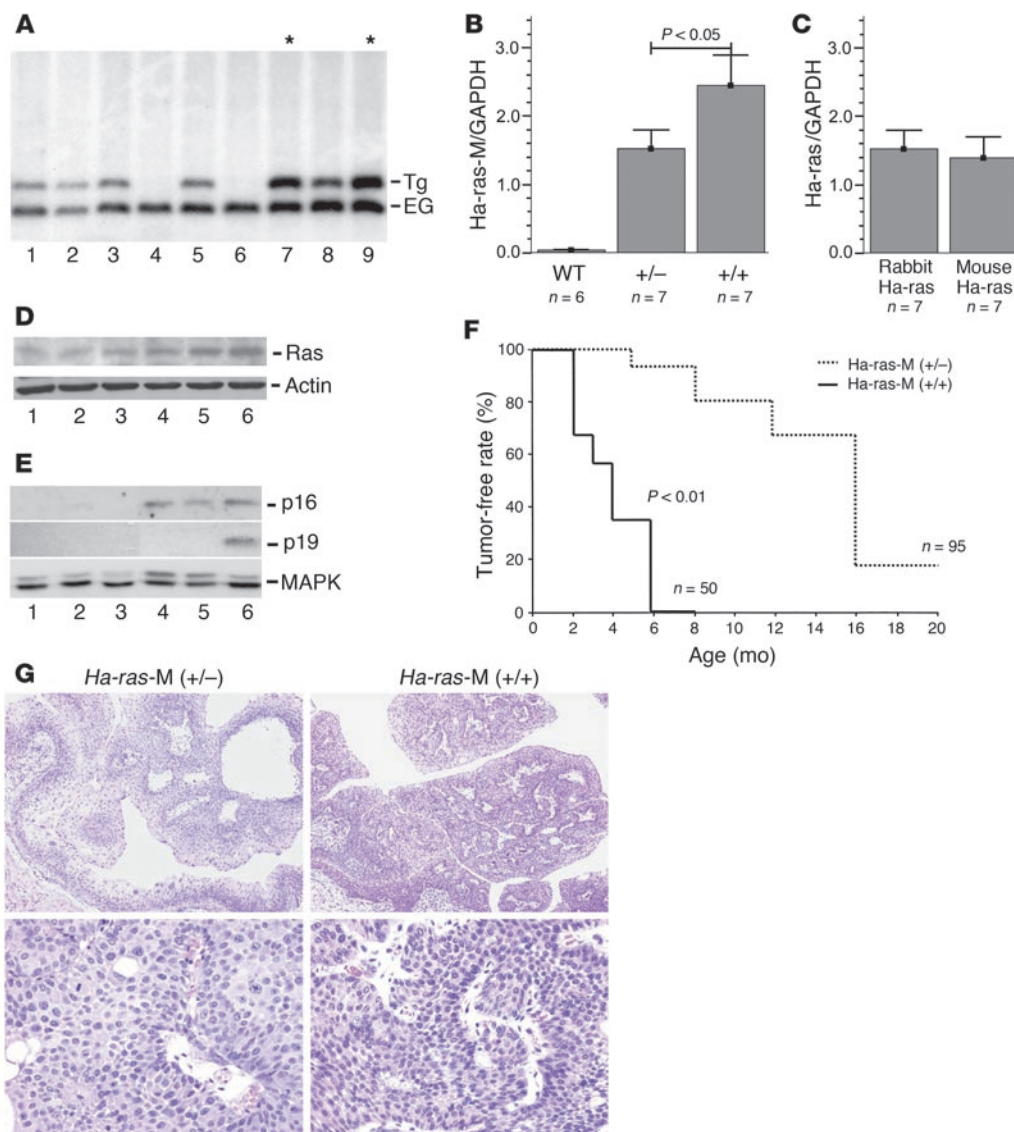 A
* *
Tg
EG
1 2 3 4 5 6 7 8 9
B
Ha-ras-M/GAPDH
3.0
2.0
1.0
0.0
P < 0.05
WT +/– +/+
n = 6 n = 7 n = 7
C
Ha-ras/GAPDH
3.0
2.0
1.0
0.0
Rabbit Mouse
Ha-ras Ha-ras
n = 7 n = 7
D
Ras
Actin
1 2 3 4 5 6
E
p16
p19
MAPK
1 2 3 4 5 6
F
Tumor-free rate (%)
100
80
60
40
20
0
Ha-ras-M (+/–)
Ha-ras-M (+/+)
P < 0.01
n = 95
n = 50
0 2 4 6 8 10 12 14 16 18 20
Age (mo)
G
Ha-ras-M (+/–) Ha-ras-M (+/+)